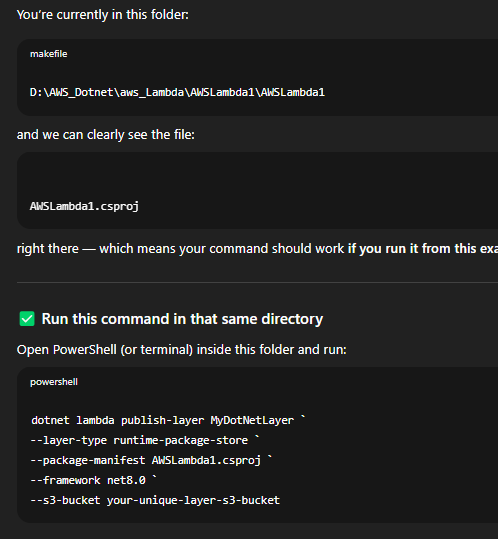 You're currently in this folder:
makefile
D:\AWS_Dotnet\aws_Lambda\AWSLambda1\AWSLambda1
and we can clearly see the file:
AWSLambda1.csproj
right there — which means your command should work if you run it from this exa
✅ Run this command in that same directory
Open PowerShell (or terminal) inside this folder and run:
powershell
dotnet lambda publish-layer MyDotNetLayer `
--layer-type runtime-package-store `
--package-manifest AWSLambda1.csproj `
--framework net8.0 `
--s3-bucket your-unique-layer-s3-bucket